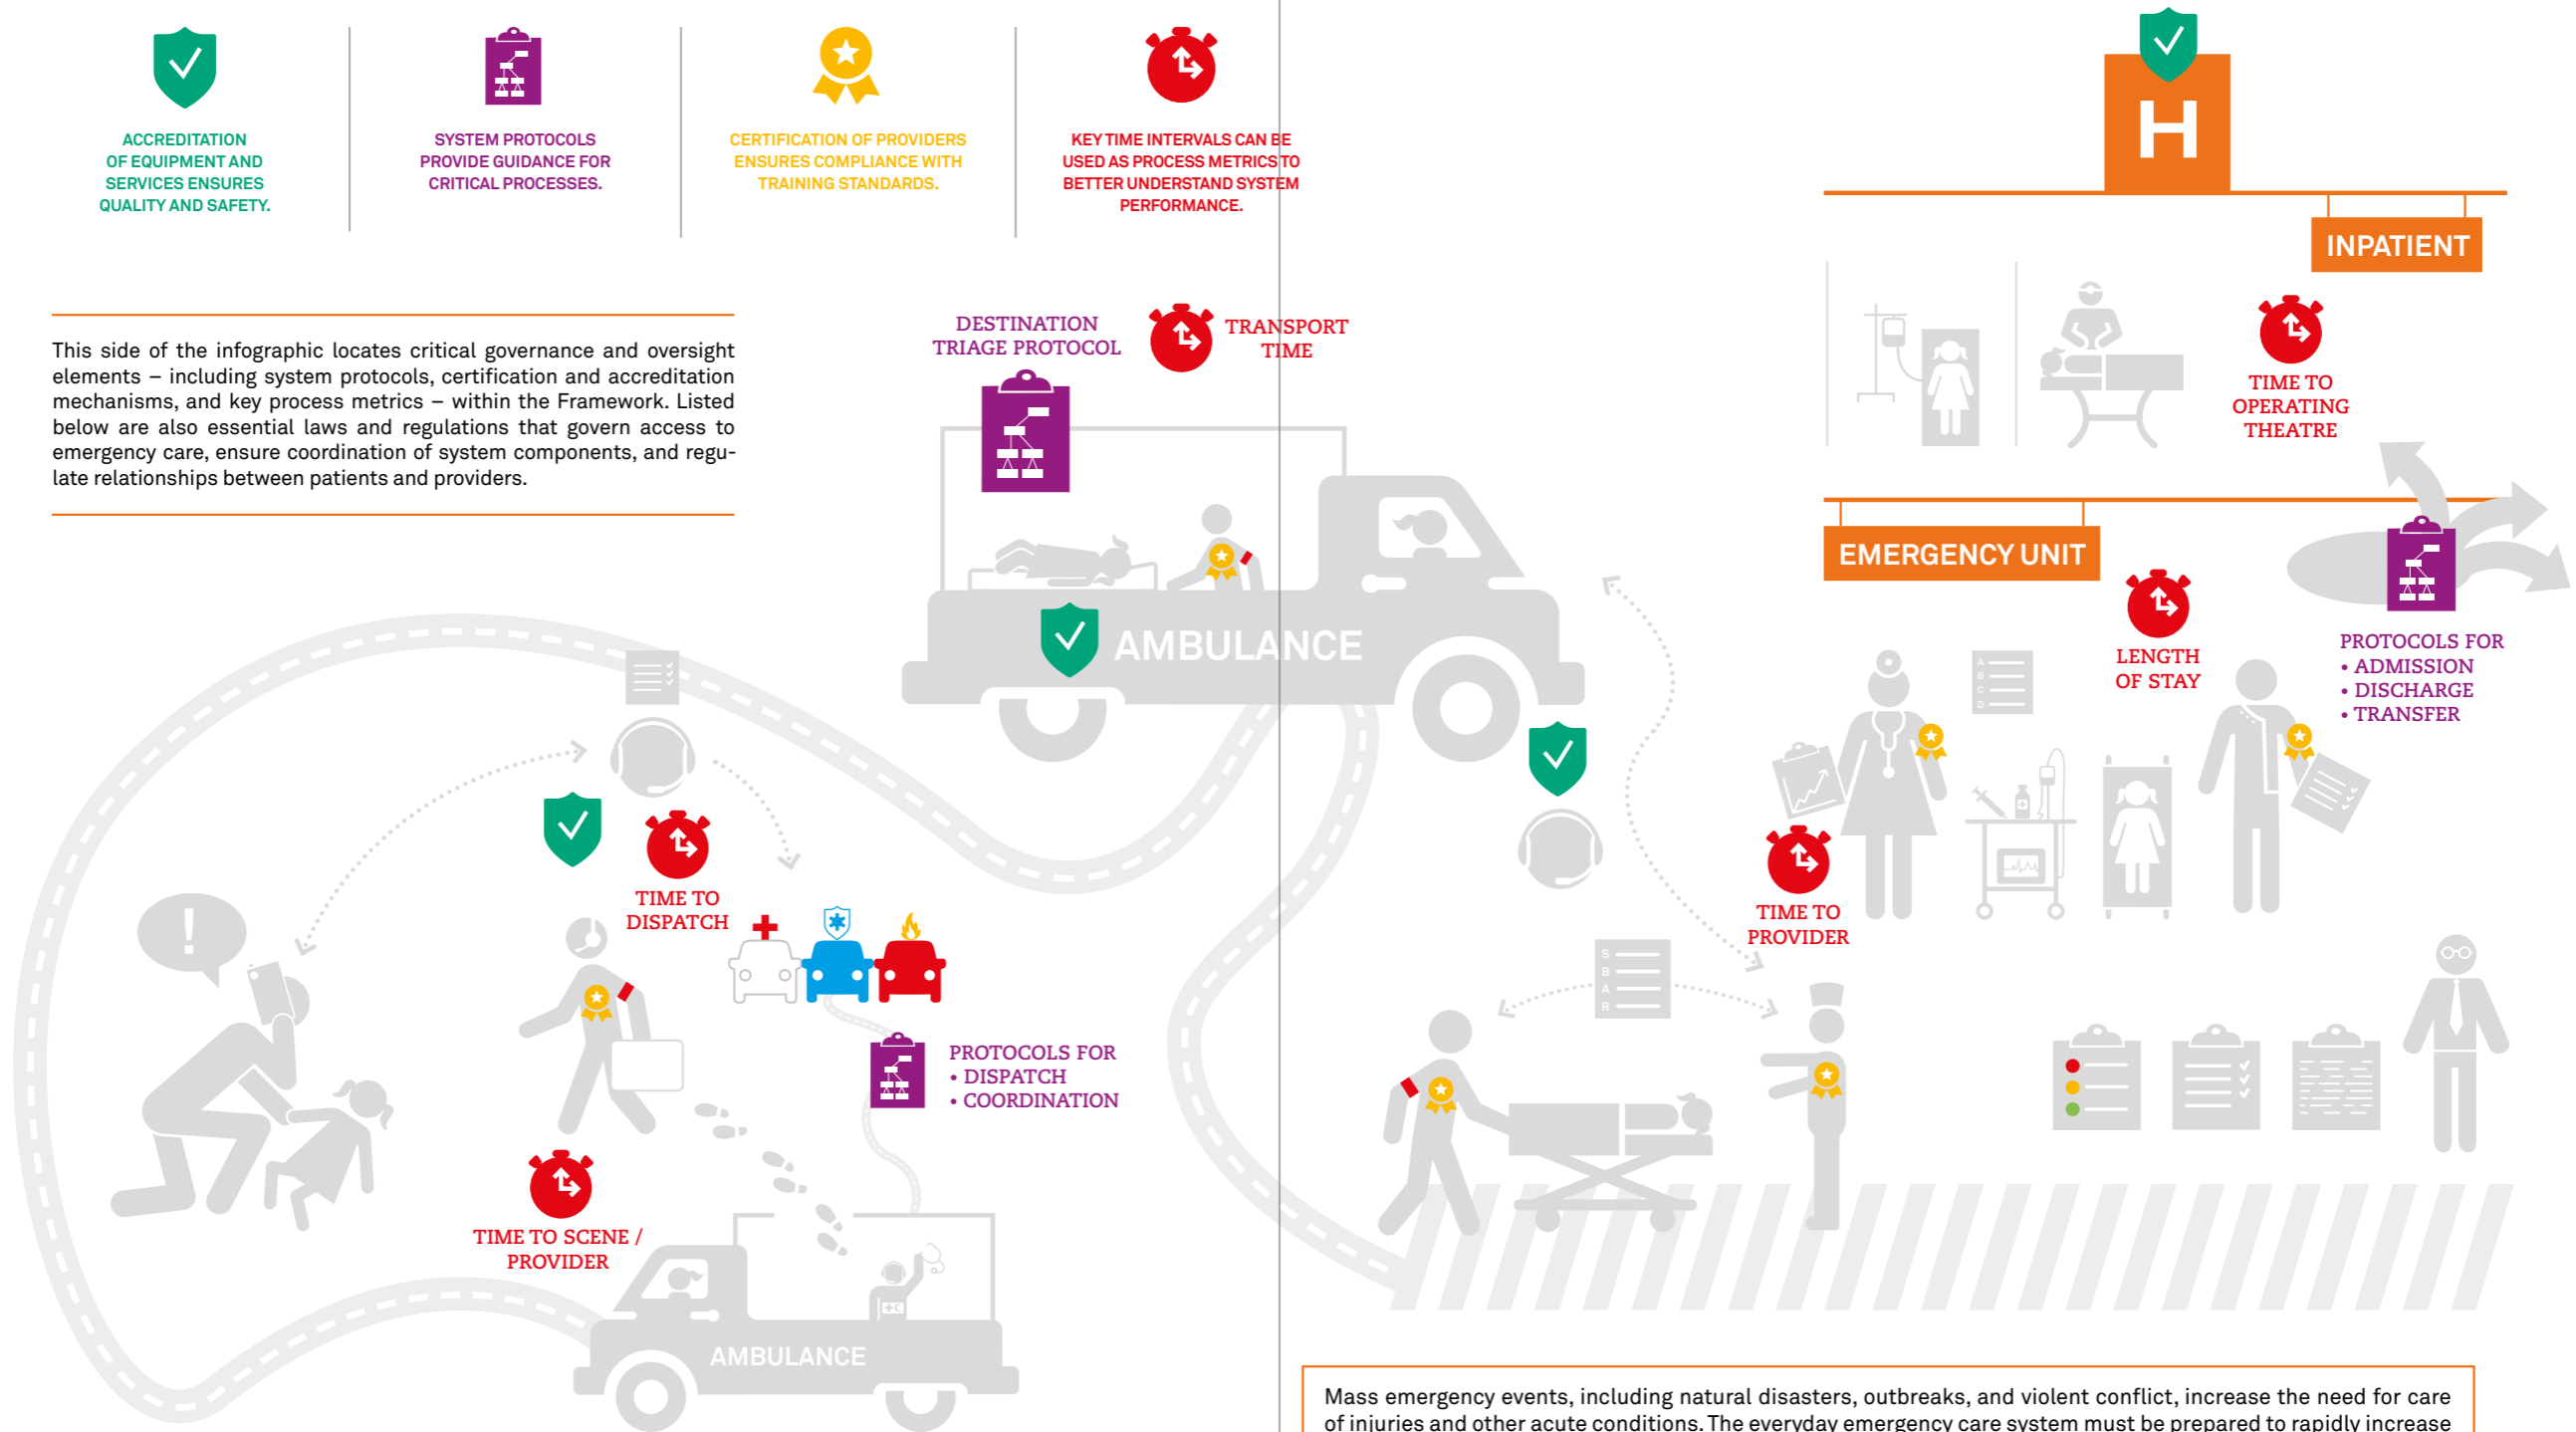 ACCREDITATION
OF EQUIPMENT AND
SERVICES ENSURES
QUALITY AND SAFETY.
SYSTEM PROTOCOLS
PROVIDE GUIDANCE FOR
CRITICAL PROCESSES.
CERTIFICATION OF PROVIDERS
ENSURES COMPLIANCE WITH
TRAINING STANDARDS.
KEY TIME INTERVALS CAN BE
USED AS PROCESS METRICS TO
BETTER UNDERSTAND SYSTEM
PERFORMANCE.
H
INPATIENT
This side of the infographic locates critical governance and oversight
elements – including system protocols, certification and accreditation
mechanisms, and key process metrics – within the Framework. Listed
below are also essential laws and regulations that govern access to
emergency care, ensure coordination of system components, and regu-
late relationships between patients and providers.
DESTINATION
TRIAGE PROTOCOL
TRANSPORT
TIME
TIME TO
OPERATING
THEATRE
EMERGENCY UNIT
AMBULANCE
LENGTH
OF STAY
PROTOCOLS FOR
• ADMISSION
• DISCHARGE
• TRANSFER
A
B
C
D
!
TIME TO
DISPATCH
TIME TO
PROVIDER
S
B
A
R
PROTOCOLS FOR
• DISPATCH
• COORDINATION
TIME TO SCENE /
PROVIDER
AMBULANCE
Mass emergency events, including natural disasters, outbreaks, and violent conflict, increase the need for care
of injuries and other acute conditions. The everyday emergency care system must be prepared to rapidly increase